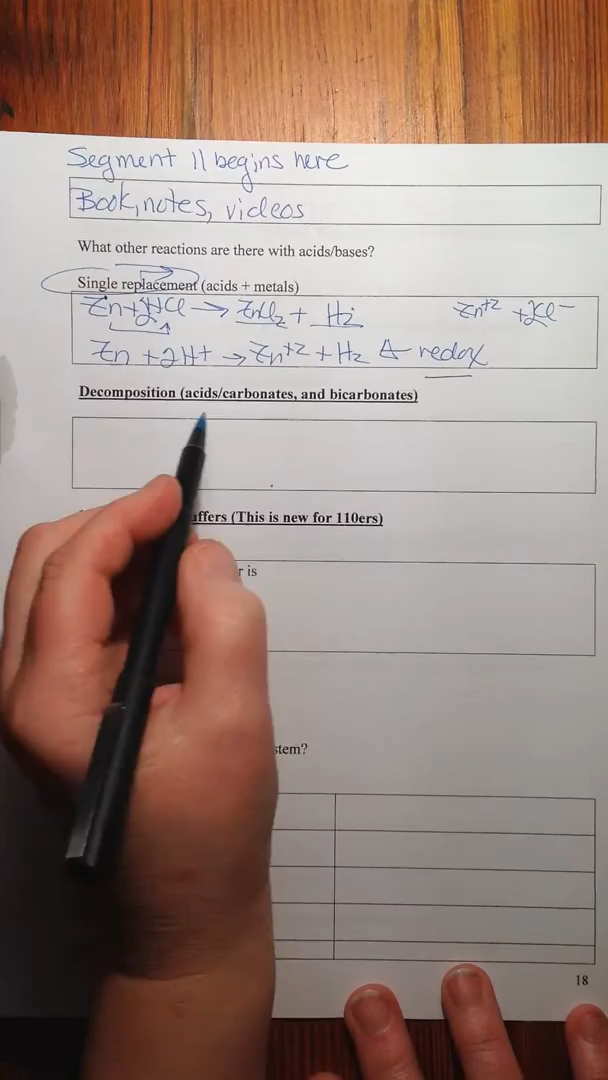 Segment 11 begins here
Book, notes, videos
What other reactions are there with acids/bases?
Single replacement (acids + metals)
Zn + 2HCl → ZnCl2 + H2 Zn+2 + 2Cl-
Zn + 2H+ → Zn+2 + H2 redox
Decomposition (acids/carbonates, and bicarbonates)
(This is new for 110ers)
is
18